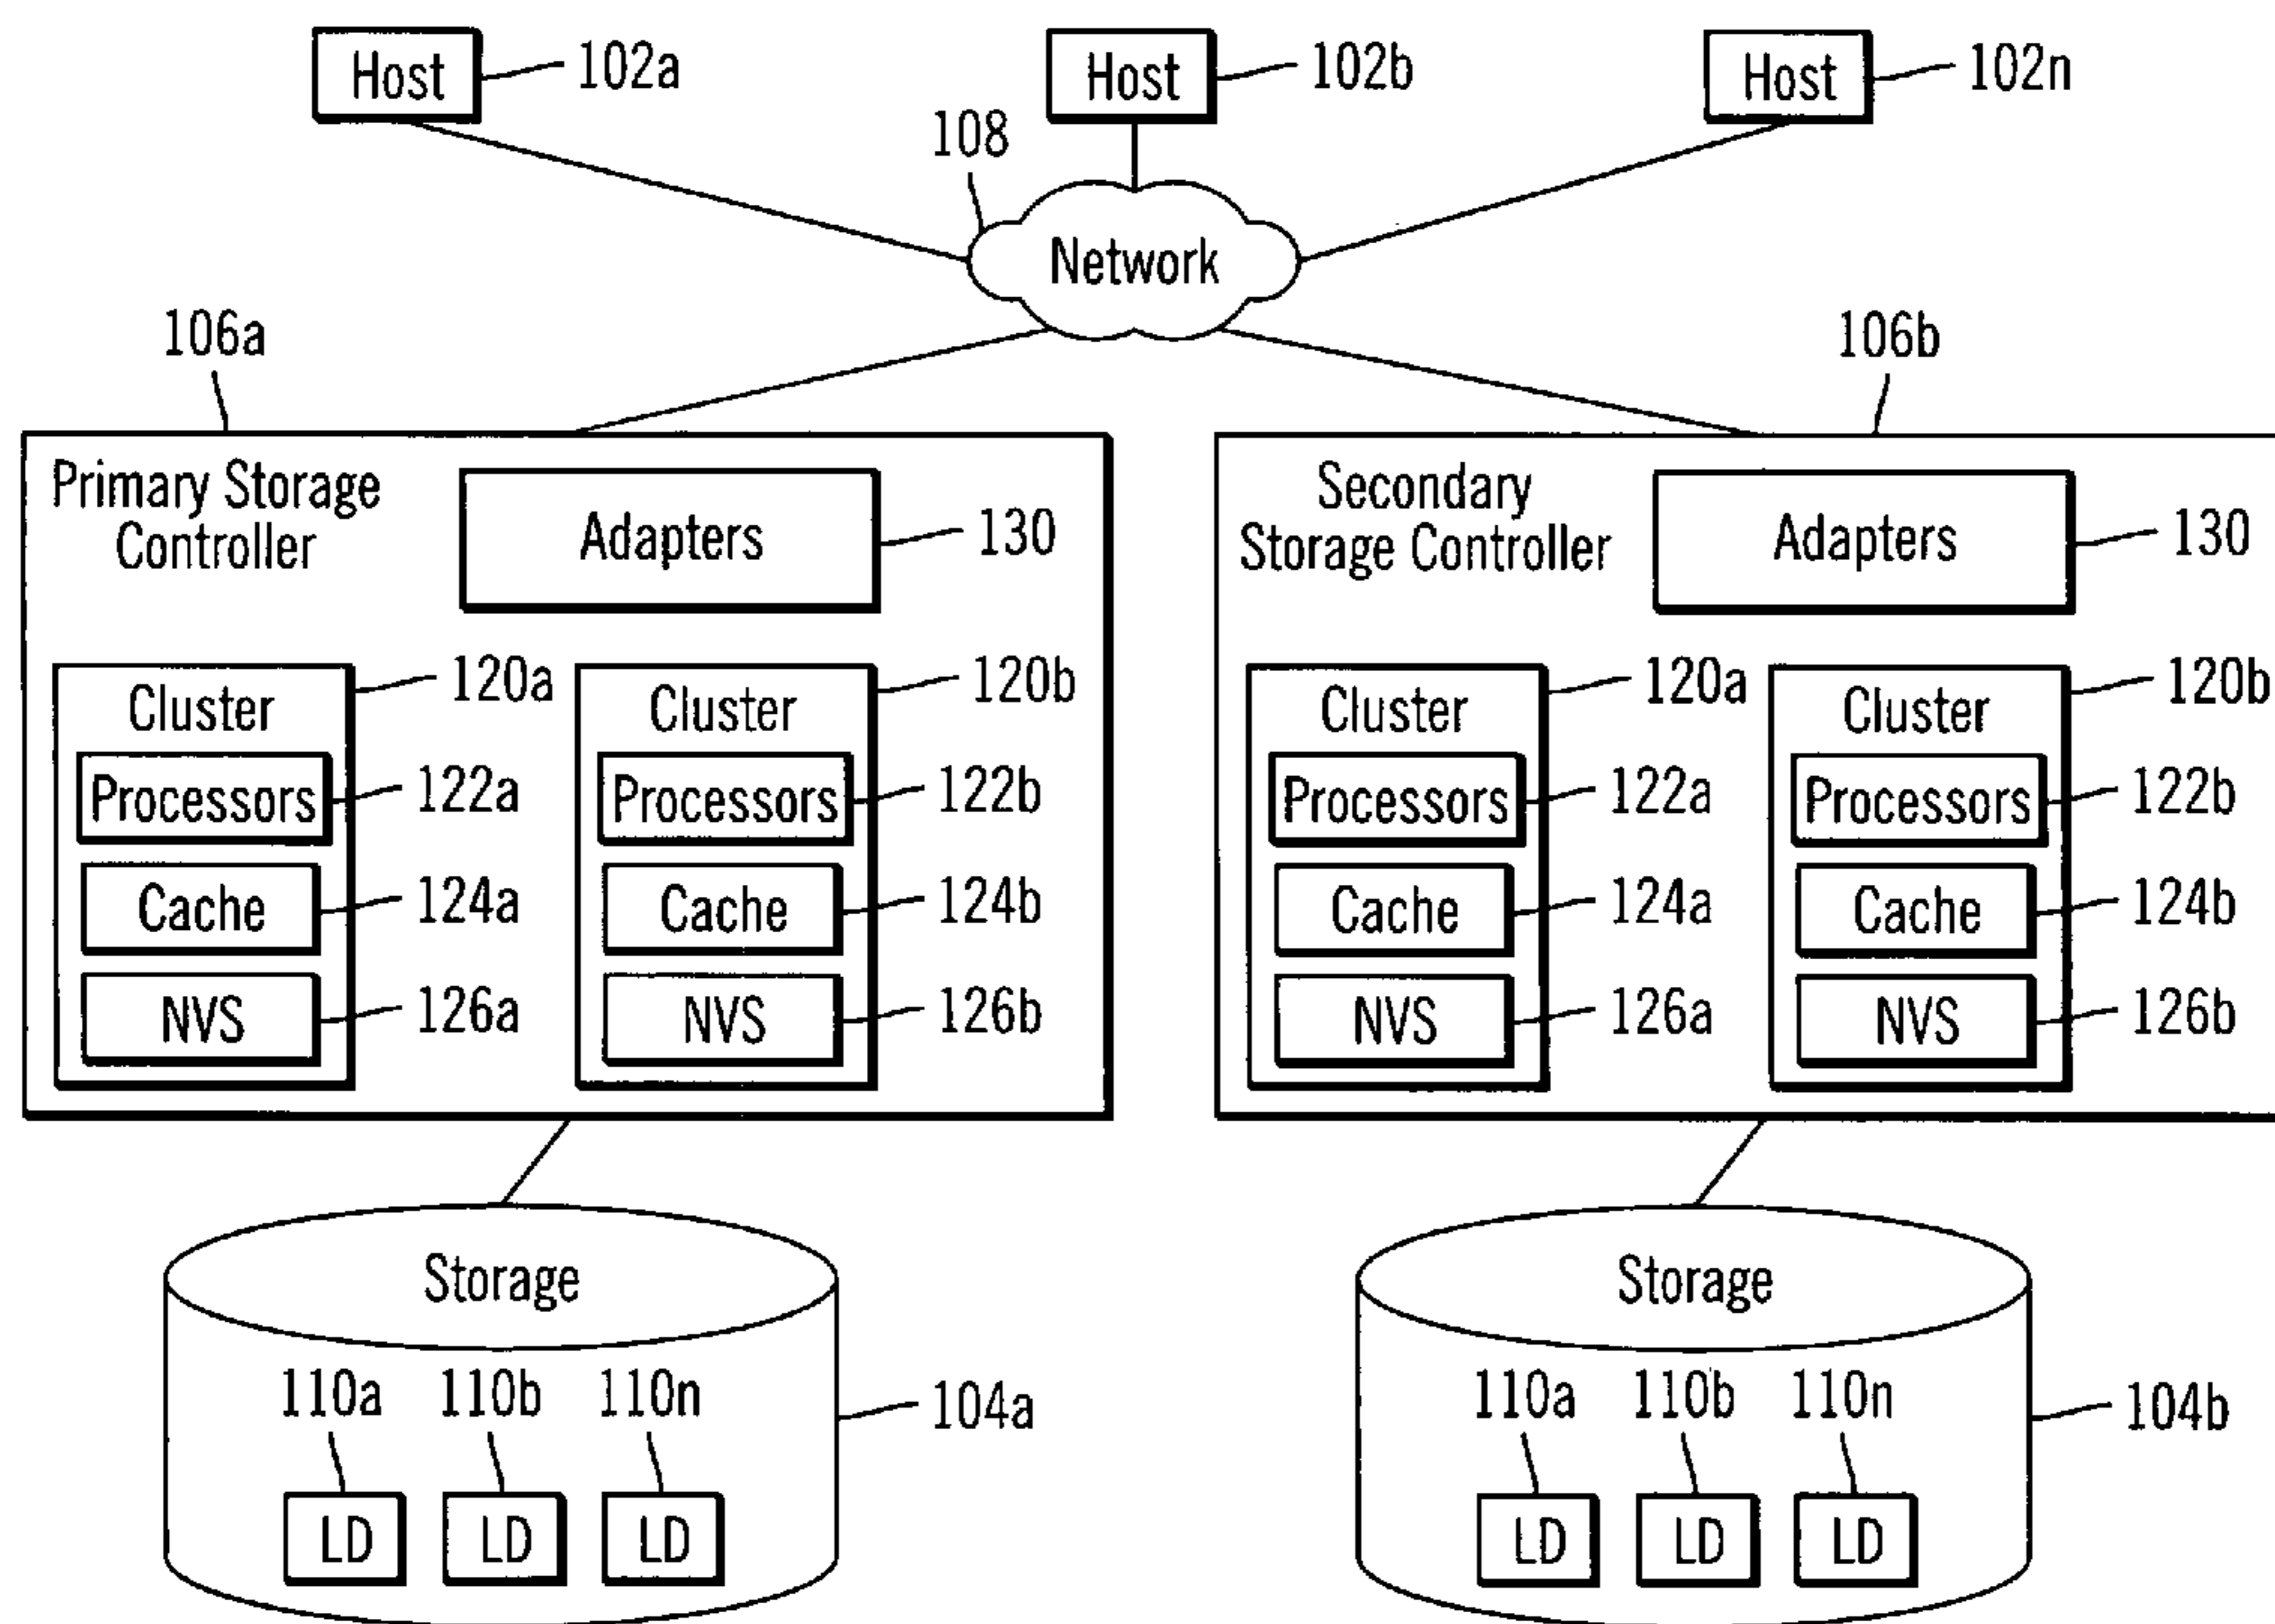 Host 102a Host 102b Host 102n
108
Network
106a 106b
Primary Storage
Controller
Adapters 130
Secondary
Storage Controller
Adapters 130
Cluster 120a Cluster 120b Cluster 120a Cluster 120b
Processors 122a Processors 122b Processors 122a Processors 122b
Cache 124a Cache 124b Cache 124a Cache 124b
NVS 126a NVS 126b NVS 126a NVS 126b
Storage Storage
110a 110b 110n 104a 110a 110b 110n 104b
LD LD LD LD LD LD